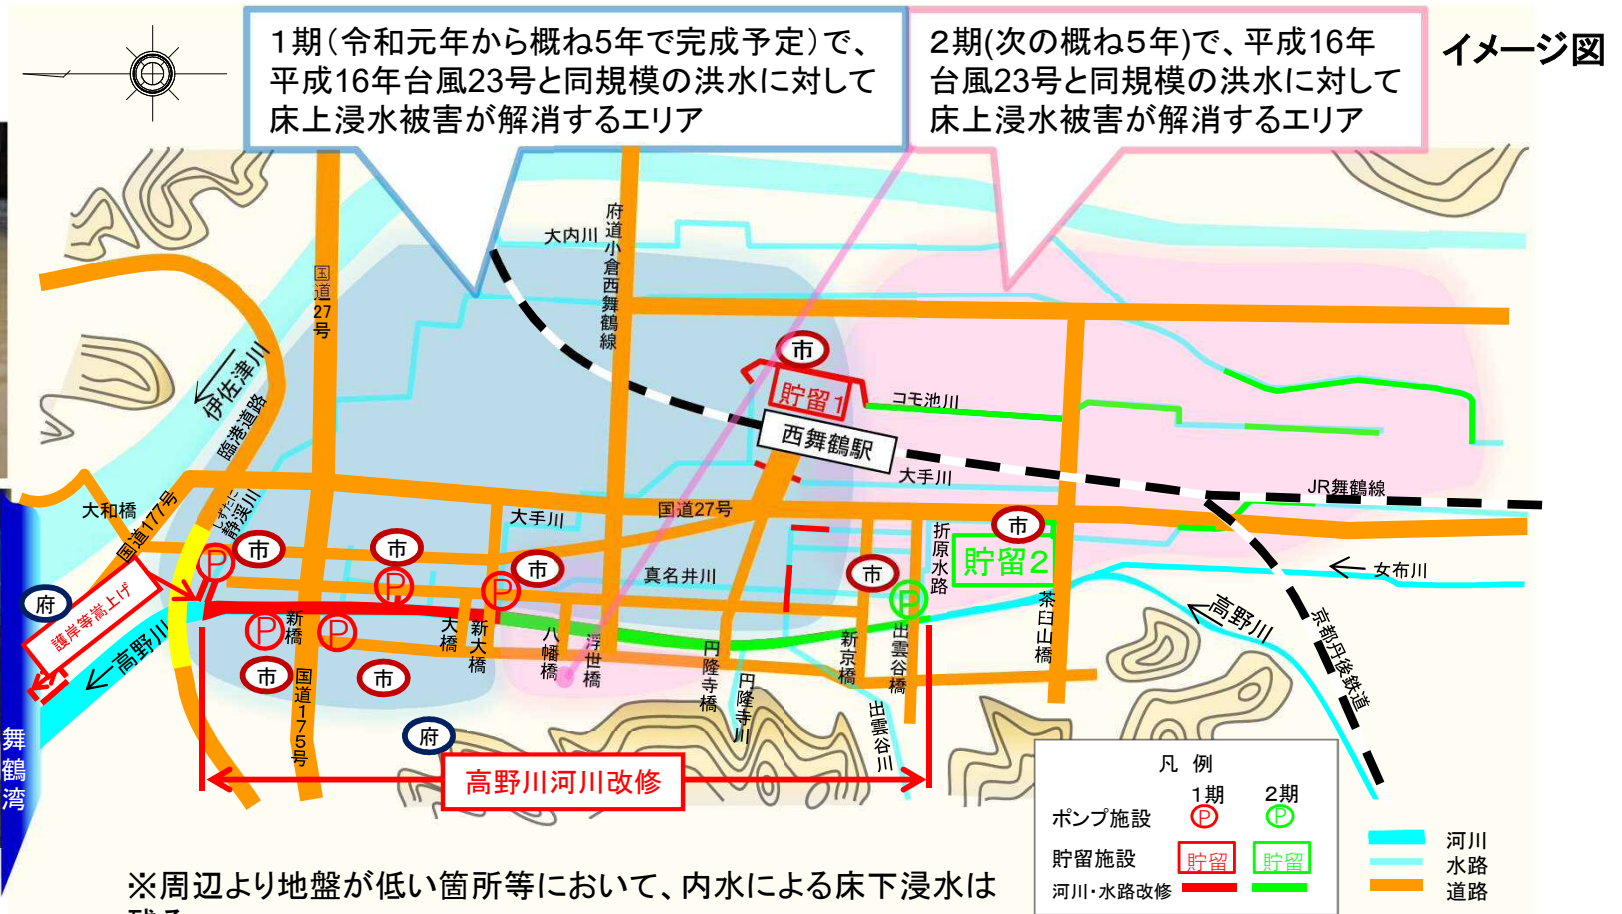 1期（令和元年から概ね5年で完成予定）で、
平成16年台風23号と同規模の洪水に対して
床上浸水被害が解消するエリア
2期(次の概ね5年)で、平成16年
台風23号と同規模の洪水に対して
床上浸水被害が解消するエリア
イメージ図
国道27号
府道小倉西舞鶴線
大内川
伊佐津川
臨港道路
市
貯留1
コモ池川
西舞鶴駅
大手川
JR舞鶴線
大和橋
国道177号
しずたに
静渓川
大手川
国道27号
折原水路
市
貯留2
市
市
市
市
P
P
P
真名井川
P
女布川
府
護岸等嵩上げ
高野川
P
P
新橋
大橋
新大橋
八幡橋
浮世橋
円隆寺橋
新京橋
出雲谷橋
茶臼山橋
高野川
京都丹後鉄道
市
市
国道175号
円隆寺川
出雲谷川
府
舞鶴湾
高野川河川改修
凡 例
1期 2期
ポンプ施設 P P
貯留施設 貯留 貯留
河川・水路改修
河川
水路
道路
※周辺より地盤が低い箇所等において、内水による床下浸水は